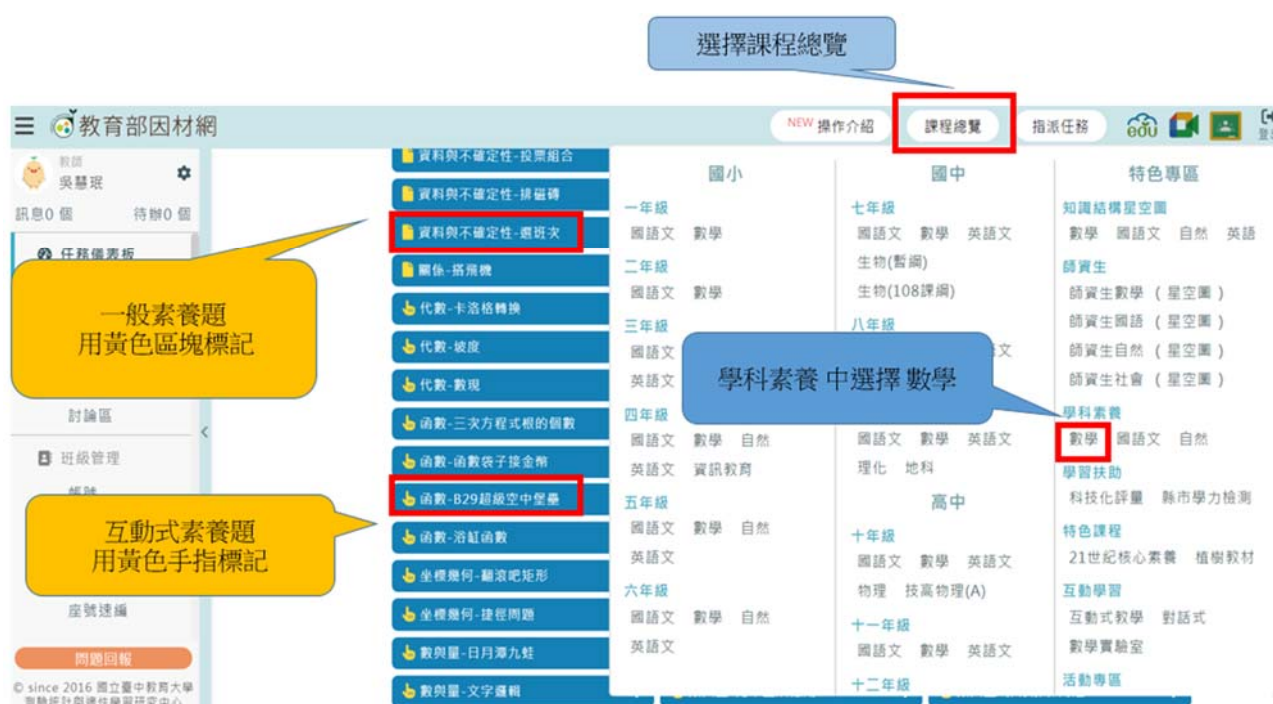 選擇課程總覽
教育部因材網
NEW 操作介紹
課程總覽
指派任務
edu
教師
吳慧珉
訊息0 個 待辦0 個
任務儀表板
一般素養題
用黃色區塊標記
討論區
班級管理
互動式素養題
用黃色手指標記
座號速編
問題回報
© since 2016 國立臺中教育大學
測驗統計與適性學習研究中心
資料與不確定性-投票組合
資料與不確定性-排磁磚
資料與不確定性-選班次
關係-搭飛機
代數-卡洛格轉換
代數-坡度
代數-數現
函數-三次方程式根的個數
函數-函數袋子接金幣
函數-B29超級空中堡壘
函數-浴缸函數
坐標幾何-翻滾吧矩形
坐標幾何-捷徑問題
數與量-日月潭九蛙
數與量-文字邏輯
國小
一年級
國語文 數學
二年級
國語文 數學
三年級
國語文
英語文
四年級
國語文 數學 自然
英語文 資訊教育
五年級
國語文 數學 自然
英語文
六年級
國語文 數學 自然
英語文
國中
七年級
國語文 數學 英語文
生物(暫綱)
生物(108課綱)
八年級
學科素養 中選擇 數學
國語文 數學 英語文
理化 地科
高中
十年級
國語文 數學 英語文
物理 技高物理(A)
十一年級
國語文 數學 英語文
十二年級
特色專區
知識結構星空圖
數學 國語文 自然 英語
師資生
師資生數學 ( 星空圖 )
師資生國語 ( 星空圖 )
師資生自然 ( 星空圖 )
師資生社會 ( 星空圖 )
學科素養
數學 國語文 自然
學習扶助
科技化評量 縣市學力檢測
特色課程
21世紀核心素養 植樹教材
互動學習
互動式教學 對話式
數學實驗室
活動專區